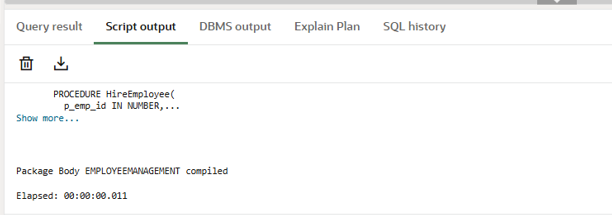 Query result Script output DBMS output Explain Plan SQL history
PROCEDURE HireEmployee(
p_emp_id IN NUMBER,...
Show more...
Package Body EMPLOYEEMANAGEMENT compiled
Elapsed: 00:00:00.011